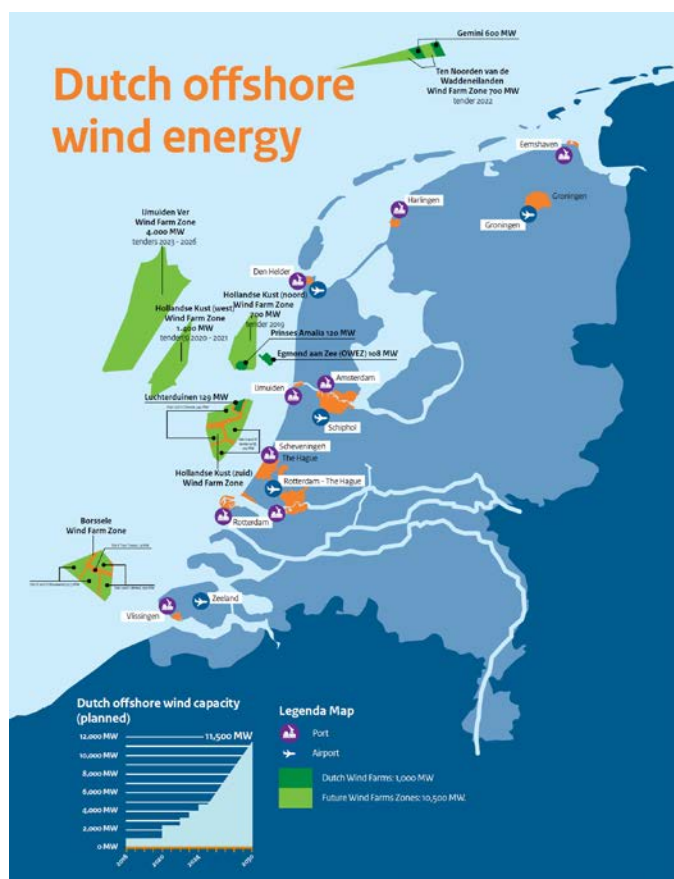 Gemini 600 MW
Dutch offshore
wind energy
Ten Noorden van de
Waddeneilanden
Wind Farm Zone 700 MW
tender 2022
Eemshaven
Groningen
Harlingen
Groningen
IJmuiden Ver
Wind Farm Zone
4.000 MW
tenders 2023 - 2026
Den Helder
Hollandse Kust (noord)
Wind Farm Zone
700 MW
tender 2019
Hollandse Kust (west)
Wind Farm Zone
1.400 MW
tender(s) 2020 - 2021
Prinses Amalia 120 MW
Egmond aan Zee (OWEZ) 108 MW
Amsterdam
IJmuiden
Luchterduinen 129 MW
Schiphol
Scheveningen
The Hague
Hollandse Kust (zuid)
Wind Farm Zone
Rotterdam - The Hague
Rotterdam
Borssele
Wind Farm Zone
Zeeland
Vlissingen
Dutch offshore wind capacity
(planned)
12,000 MW
11,500 MW
10,000 MW
8,000 MW
6,000 MW
4,000 MW
2,000 MW
0 MW
2030
Legenda Map
Port
Airport
Dutch Wind Farms: 1,000 MW
Future Wind Farms Zones: 10,500 MW.